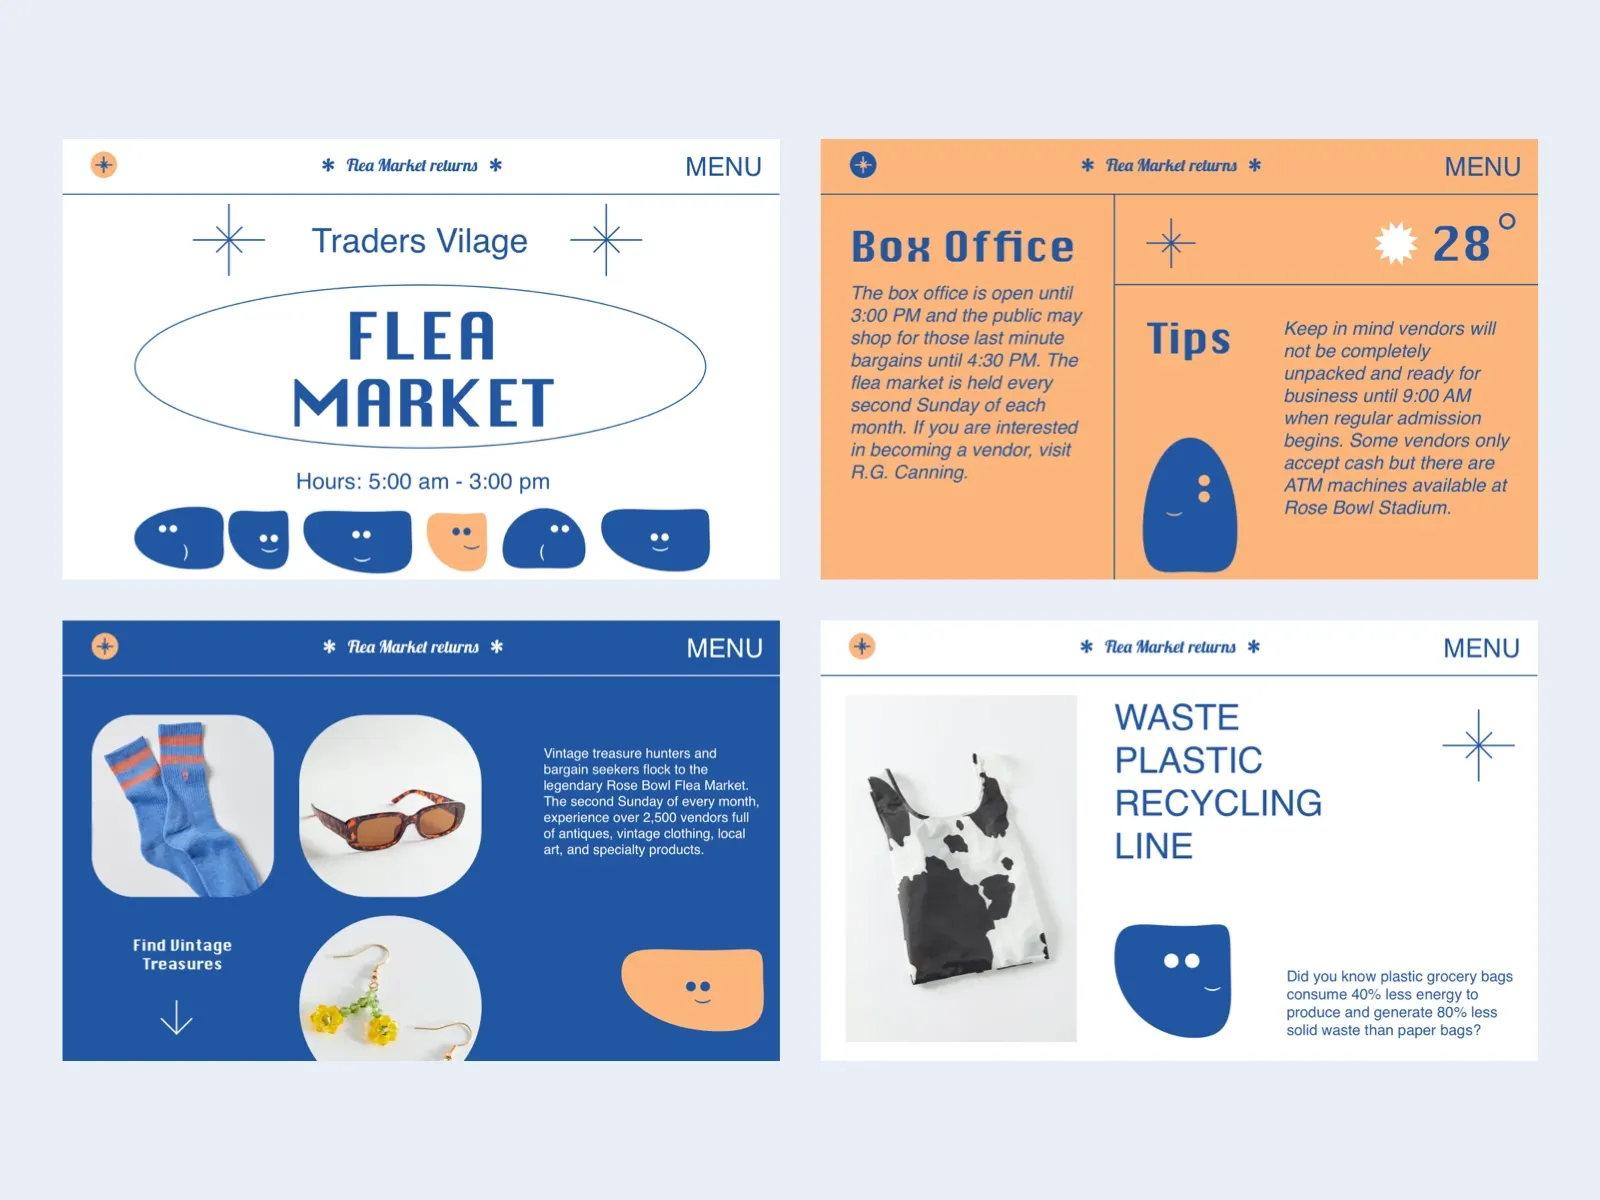 * Flea Market returns *
MENU
Traders Vilage
FLEA
MARKET
Hours: 5:00 am - 3:00 pm
* Flea Market returns *
MENU
Box Office
The box office is open until
3:00 PM and the public may
shop for those last minute
bargains until 4:30 PM. The
flea market is held every
second Sunday of each
month. If you are interested
in becoming a vendor, visit
R.G. Canning.
28°
Tips
Keep in mind vendors will
not be completely
unpacked and ready for
business until 9:00 AM
when regular admission
begins. Some vendors only
accept cash but there are
ATM machines available at
Rose Bowl Stadium.
* Flea Market returns *
MENU
Vintage treasure hunters and
bargain seekers flock to the
legendary Rose Bowl Flea Market.
The second Sunday of every month,
experience over 2,500 vendors full
of antiques, vintage clothing, local
art, and specialty products.
Find Vintage
Treasures
* Flea Market returns *
MENU
WASTE
PLASTIC
RECYCLING
LINE
Did you know plastic grocery bags
consume 40% less energy to
produce and generate 80% less
solid waste than paper bags?